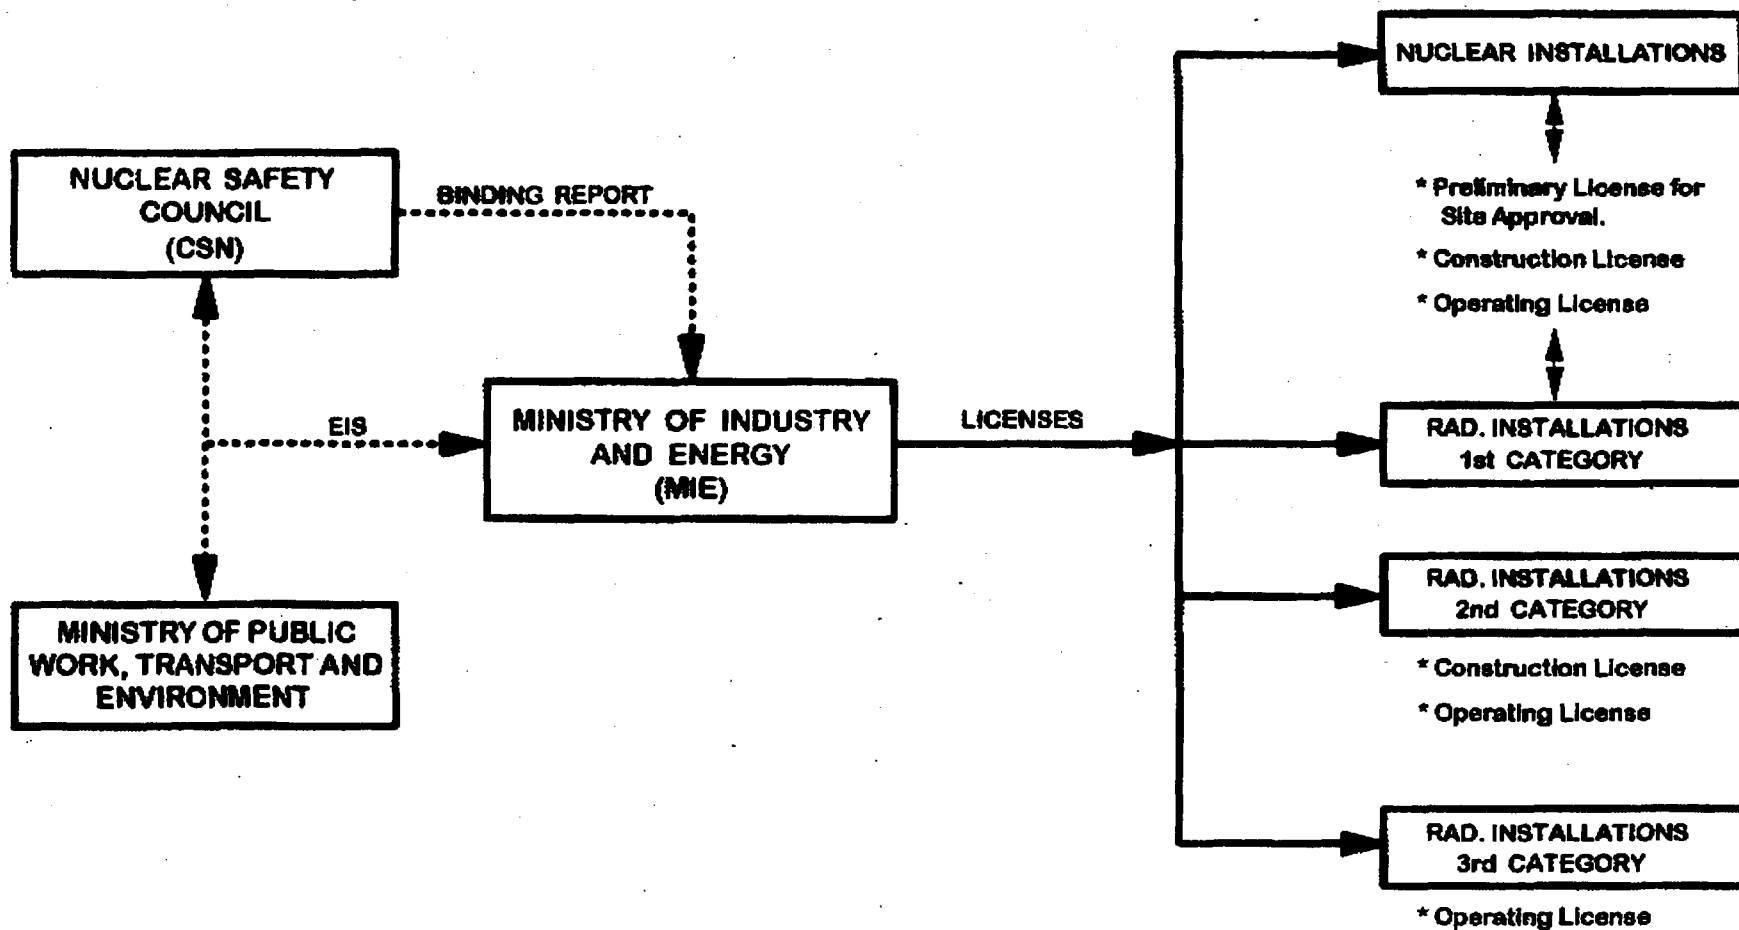 NUCLEAR SAFETY
COUNCIL
(CSN)
BINDING REPORT
EIS
MINISTRY OF PUBLIC
WORK, TRANSPORT AND
ENVIRONMENT
MINISTRY OF INDUSTRY
AND ENERGY
(MIE)
LICENSES
NUCLEAR INSTALLATIONS
* Preliminary License for
Site Approval.
* Construction License
* Operating License
RAD. INSTALLATIONS
1st CATEGORY
RAD. INSTALLATIONS
2nd CATEGORY
* Construction License
* Operating License
RAD. INSTALLATIONS
3rd CATEGORY
* Operating License